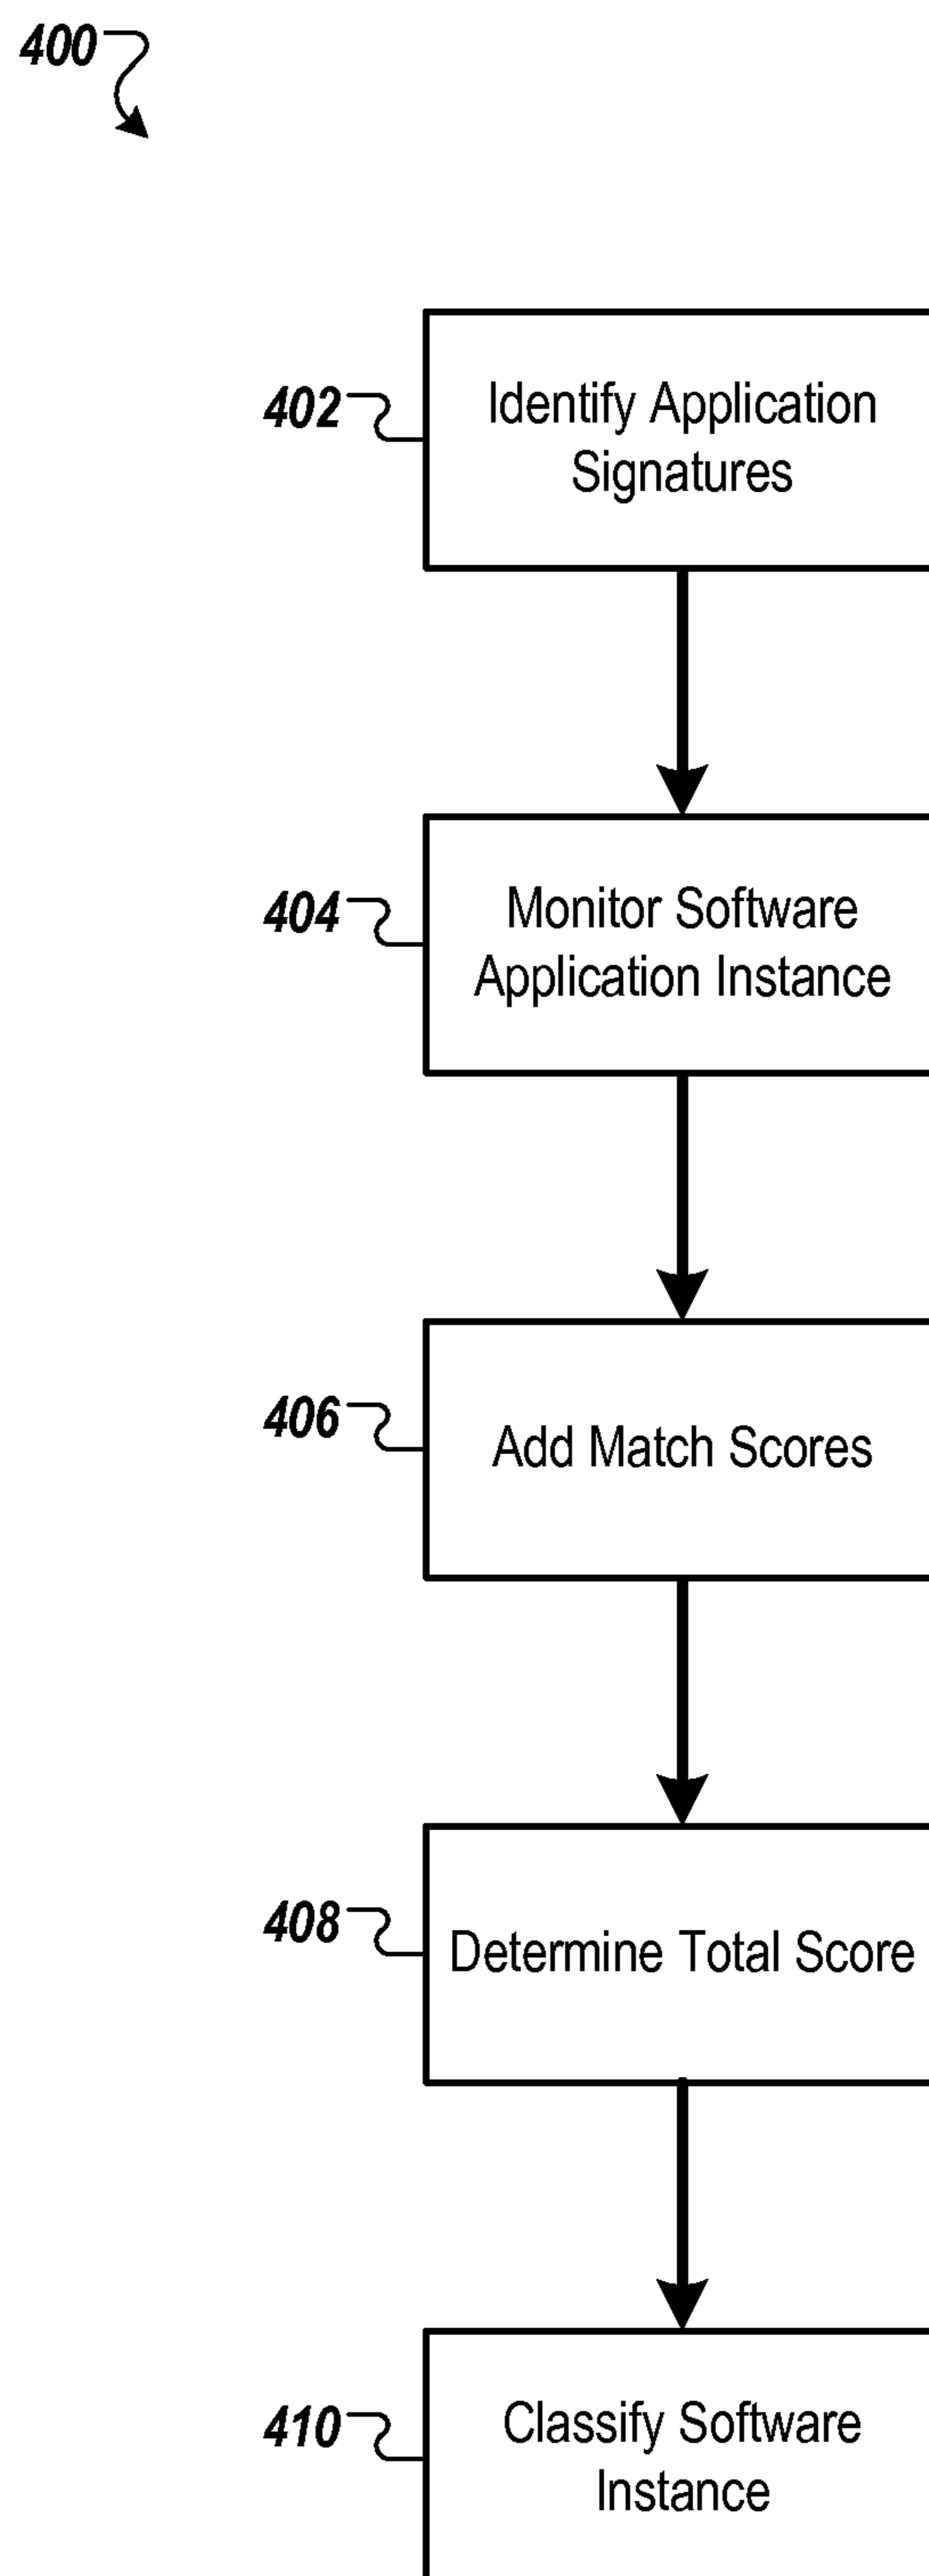 400
402
Identify Application
Signatures
404
Monitor Software
Application Instance
406
Add Match Scores
408
Determine Total Score
410
Classify Software
Instance